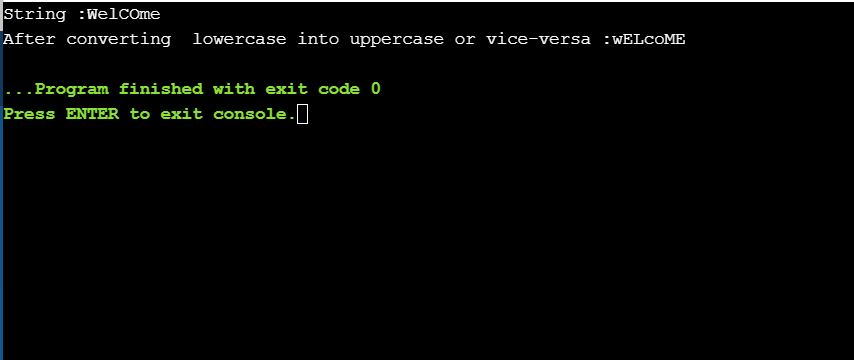 String :WelCOme
After converting  lowercase into uppercase or vice-versa :wELcoME
...Program finished with exit code 0
Press ENTER to exit console.